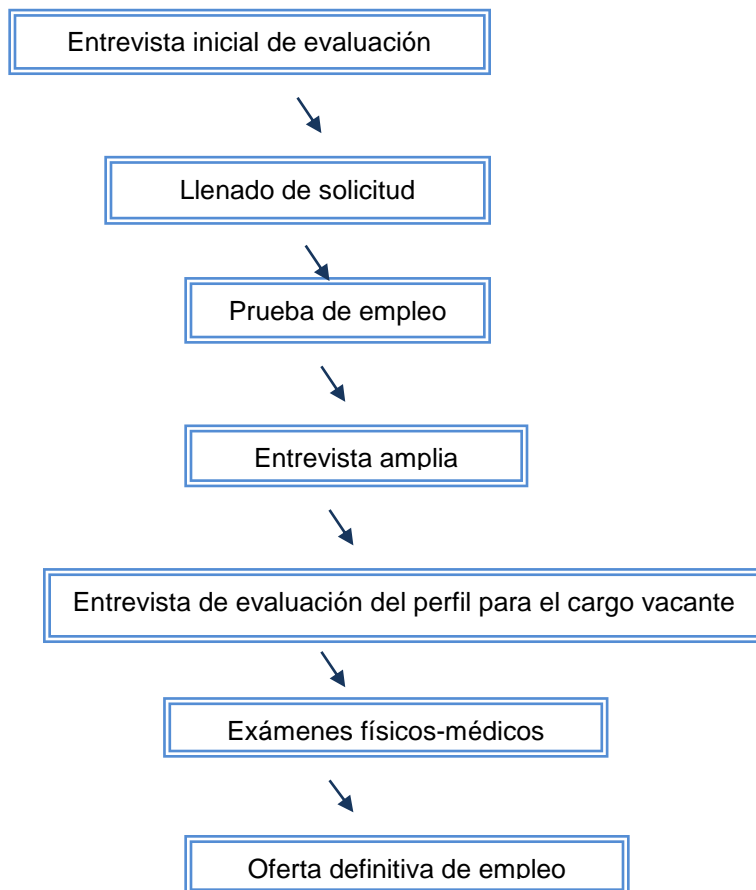 Entrevista inicial de evaluación
Llenado de solicitud
Prueba de empleo
Entrevista amplia
Entrevista de evaluación del perfil para el cargo vacante
Exámenes físicos-médicos
Oferta definitiva de empleo